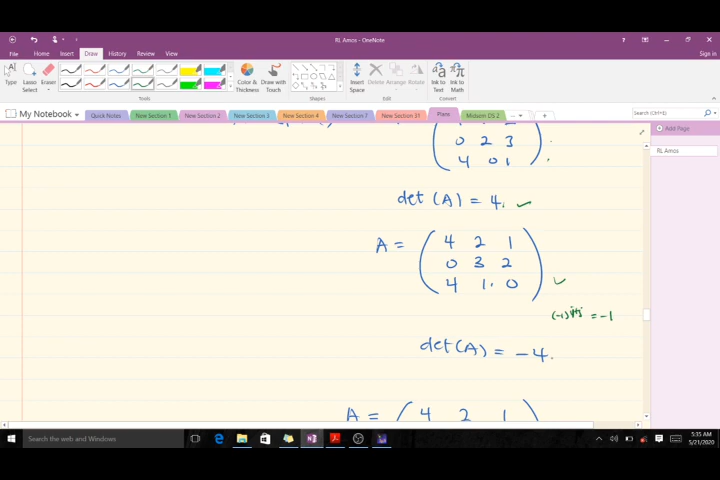 RL Amos - OneNote
Sign in
File Home Insert Draw History Review View
Type Lasso Select Eraser Color & Thickness Draw with Touch Insert Space Delete Arrange Rotate Ink to Text Ink to Math
Tools Shapes Edit Convert
My Notebook Quick Notes New Section 1 New Section 2 New Section 3 New Section 4 New Section 7 New Section 31 Plane Midsem DS 2 ... + Search (Ctrl+E)
Add Page
RL Amos
0 2 3
4 0 1
det (A) = 4.
A = ( 4 2 1
0 3 2
4 1 0 )
(-1)^{i+j} = -1
det(A) = -4.
A = ( 4 2 1 )
Search the web and Windows
5:35 AM
5/21/2020